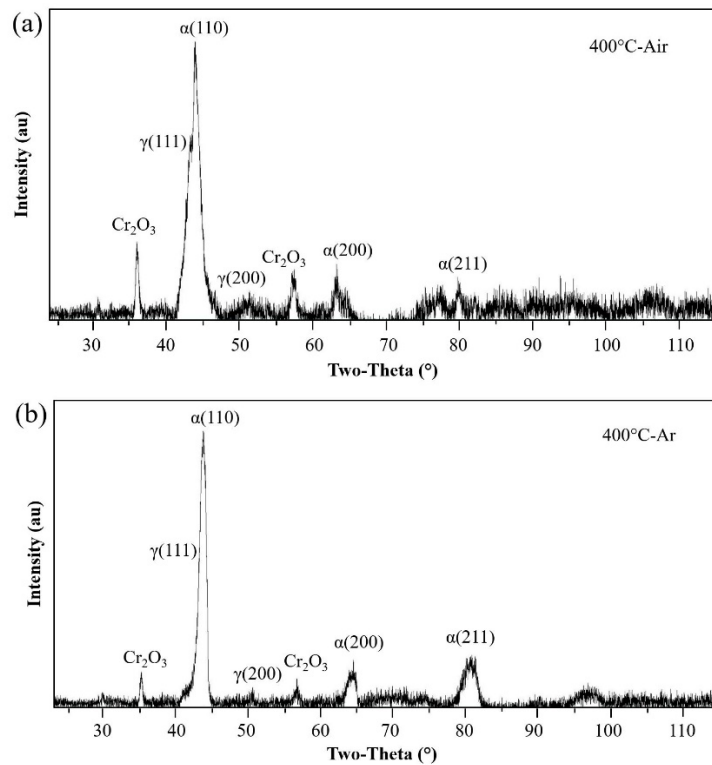 (a)
α(110)
400°C-Air
γ(111)
Cr₂O₃
γ(200)
Cr₂O₃
α(200)
α(211)
Intensity (au)
30 40 50 60 70 80 90 100 110
Two-Theta (°)
(b)
α(110)
400°C-Ar
γ(111)
Cr₂O₃
γ(200)
Cr₂O₃
α(200)
α(211)
Intensity (au)
30 40 50 60 70 80 90 100 110
Two-Theta (°)